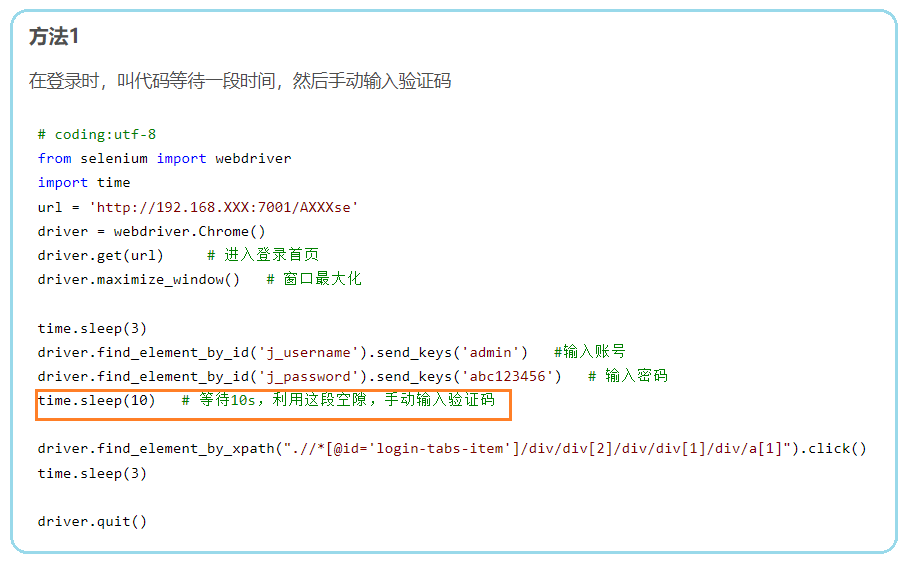 方法1
在登录时，叫代码等待一段时间，然后手动输入验证码
# coding:utf-8
from selenium import webdriver
import time
url = 'http://192.168.XXX:7001/AXXXse'
driver = webdriver.Chrome()
driver.get(url)     # 进入登录首页
driver.maximize_window()   # 窗口最大化
time.sleep(3)
driver.find_element_by_id('j_username').send_keys('admin')   #输入账号
driver.find_element_by_id('j_password').send_keys('abc123456')   # 输入密码
time.sleep(10)   # 等待10s，利用这段空隙，手动输入验证码
driver.find_element_by_xpath(".//*[@id='login-tabs-item']/div/div[2]/div/div[1]/div/a[1]").click()
time.sleep(3)
driver.quit()